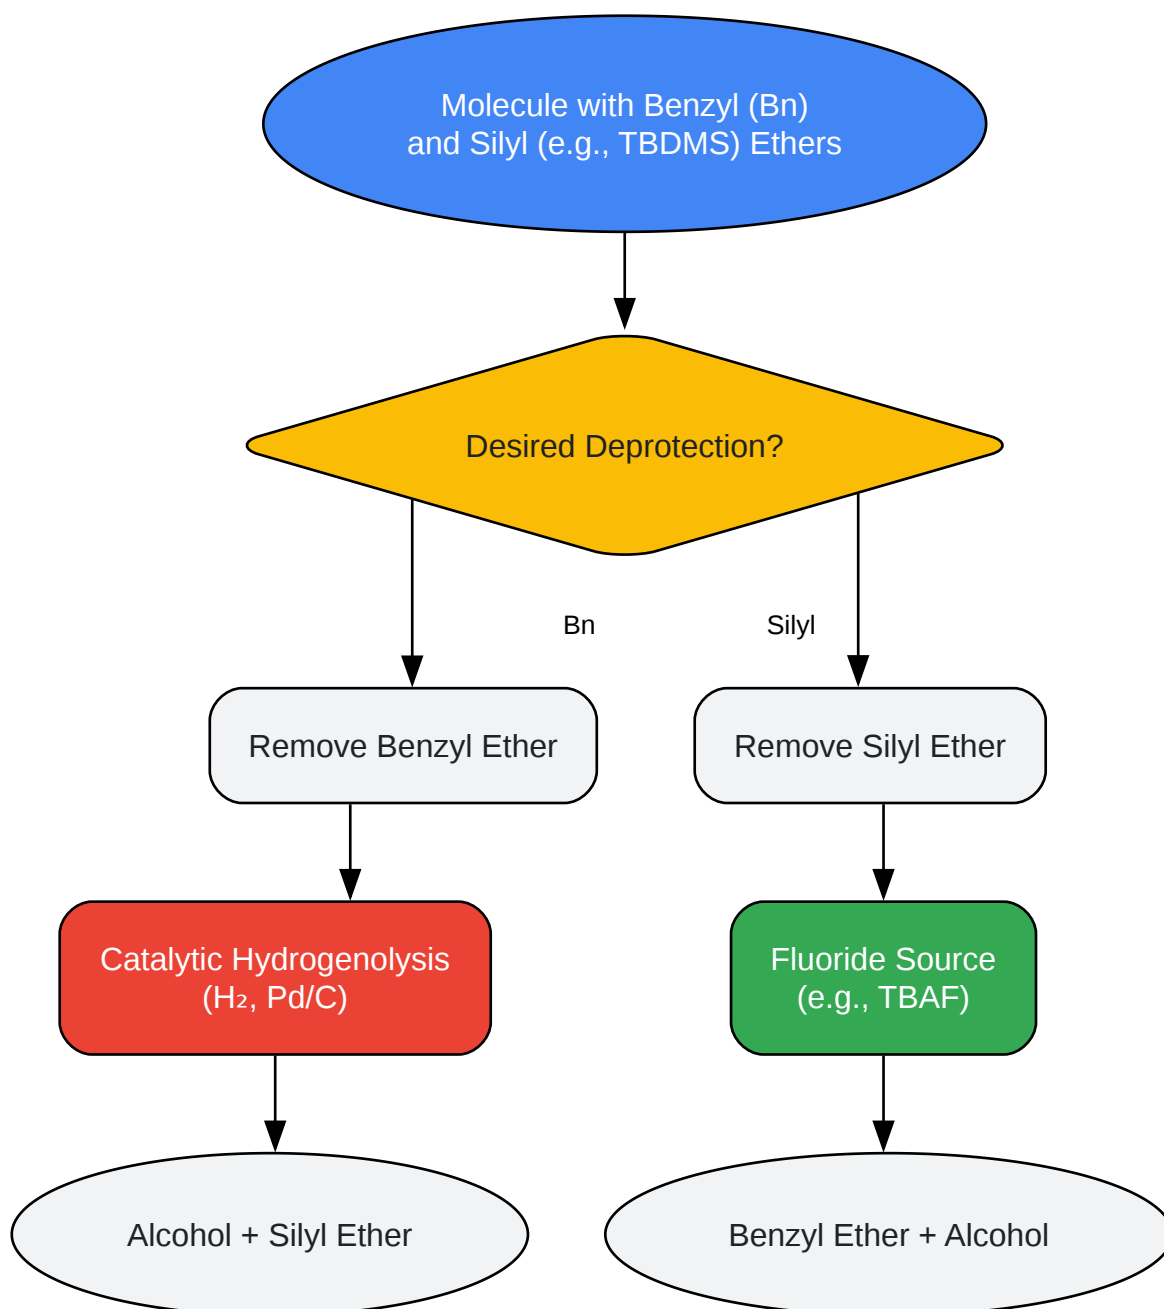 Molecule with Benzyl (Bn)
and Silyl (e.g., TBDMS) Ethers
Desired Deprotection?
Bn
Silyl
Remove Benzyl Ether
Remove Silyl Ether
Catalytic Hydrogenolysis
(H₂, Pd/C)
Fluoride Source
(e.g., TBAF)
Alcohol + Silyl Ether
Benzyl Ether + Alcohol